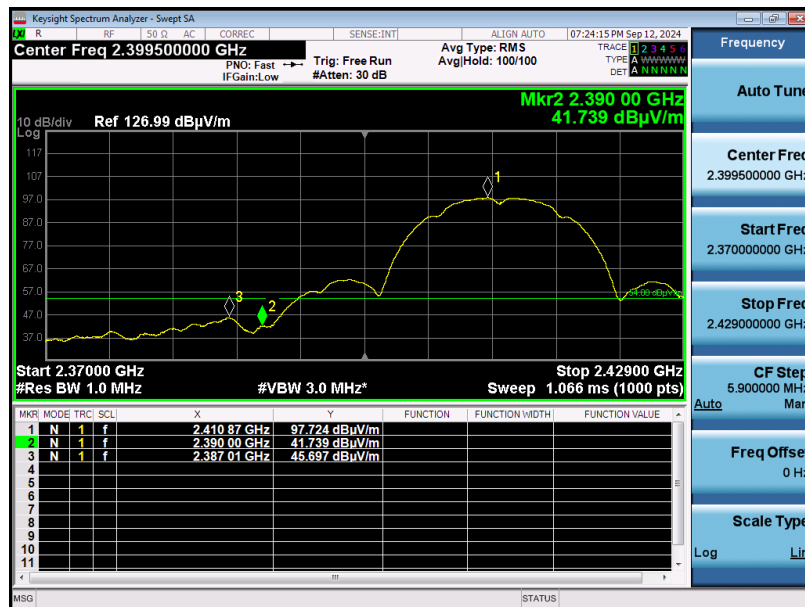 Keysight Spectrum Analyzer - Swept SA
LXI R RF 50 Ω AC CORREC SENSE:INT ALIGN AUTO 07:24:15 PM Sep 12, 2024
Center Freq 2.399500000 GHz
PNO: Fast
IFGain:Low
Trig: Free Run
#Atten: 30 dB
Avg Type: RMS
Avg|Hold: 100/100
TRACE 1 2 3 4 5 6
TYPE A W W W W W
DET A N N N N N
Mkr2 2.390 00 GHz
41.739 dBµV/m
10 dB/div Ref 126.99 dBµV/m
Log
117
107
97.0
87.0
77.0
67.0
57.0
47.0
37.0
1
2
3
54.00 dBµV/m
Start 2.37000 GHz Stop 2.42900 GHz
#Res BW 1.0 MHz #VBW 3.0 MHz* Sweep 1.066 ms (1000 pts)
MKR MODE TRC SCL X Y FUNCTION FUNCTION WIDTH FUNCTION VALUE
1 N 1 f 2.410 87 GHz 97.724 dBµV/m
2 N 1 f 2.390 00 GHz 41.739 dBµV/m
3 N 1 f 2.387 01 GHz 45.697 dBµV/m
4
5
6
7
8
9
10
11
MSG STATUS
Frequency
Auto Tune
Center Freq
2.399500000 GHz
Start Freq
2.370000000 GHz
Stop Freq
2.429000000 GHz
CF Step
5.900000 MHz
Auto Man
Freq Offset
0 Hz
Scale Type
Log Lin